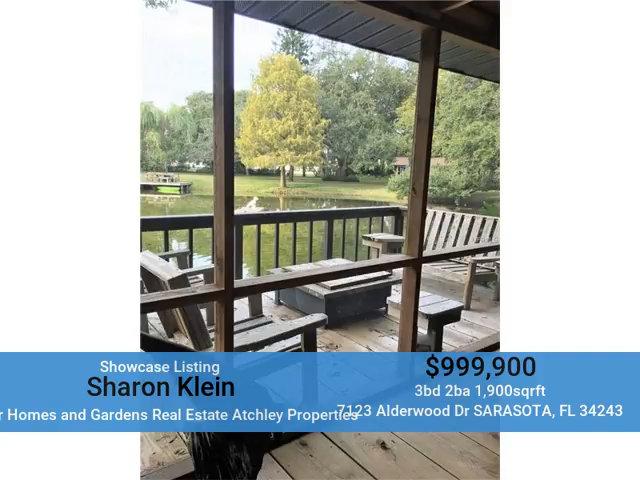 Showcase Listing
Sharon Klein
r Homes and Gardens Real Estate Atchley Properties
$999,900
3bd 2ba 1,900sqrft
7123 Alderwood Dr SARASOTA, FL 34243